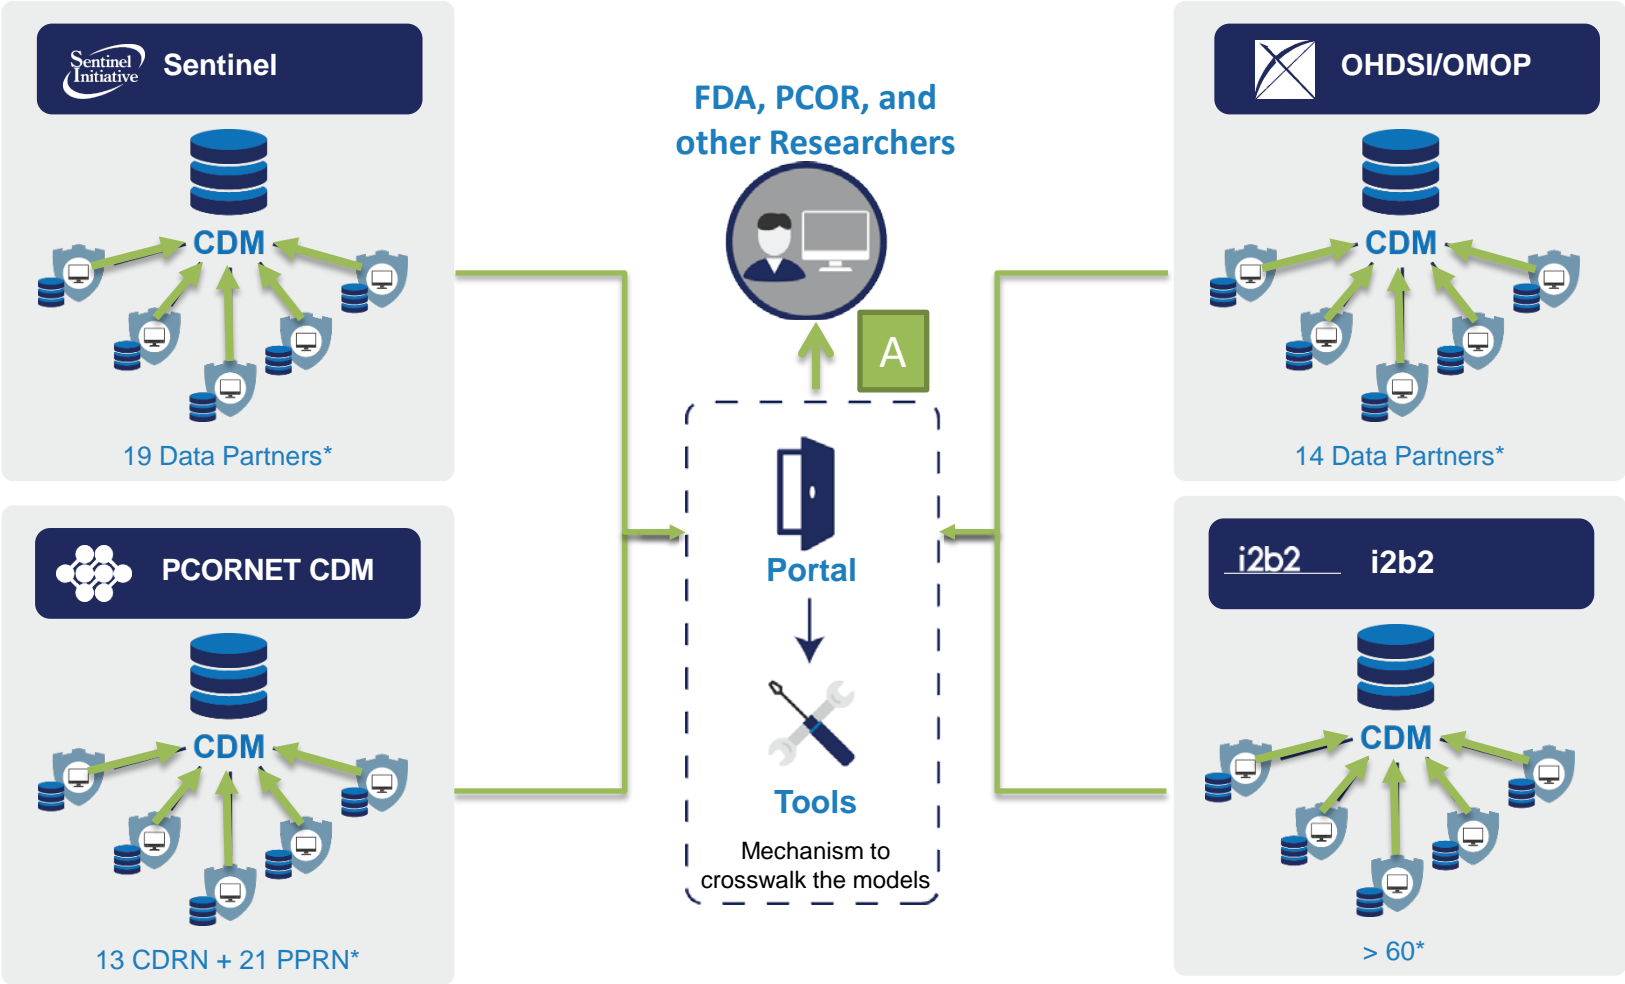 Sentinel
Initiative
Sentinel
CDM
19 Data Partners*
PCORNET CDM
CDM
13 CDRN + 21 PPRN*
FDA, PCOR, and
other Researchers
A
Portal
Tools
Mechanism to
crosswalk the models
OHDSI/OMOP
CDM
14 Data Partners*
i2b2
i2b2
CDM
> 60*